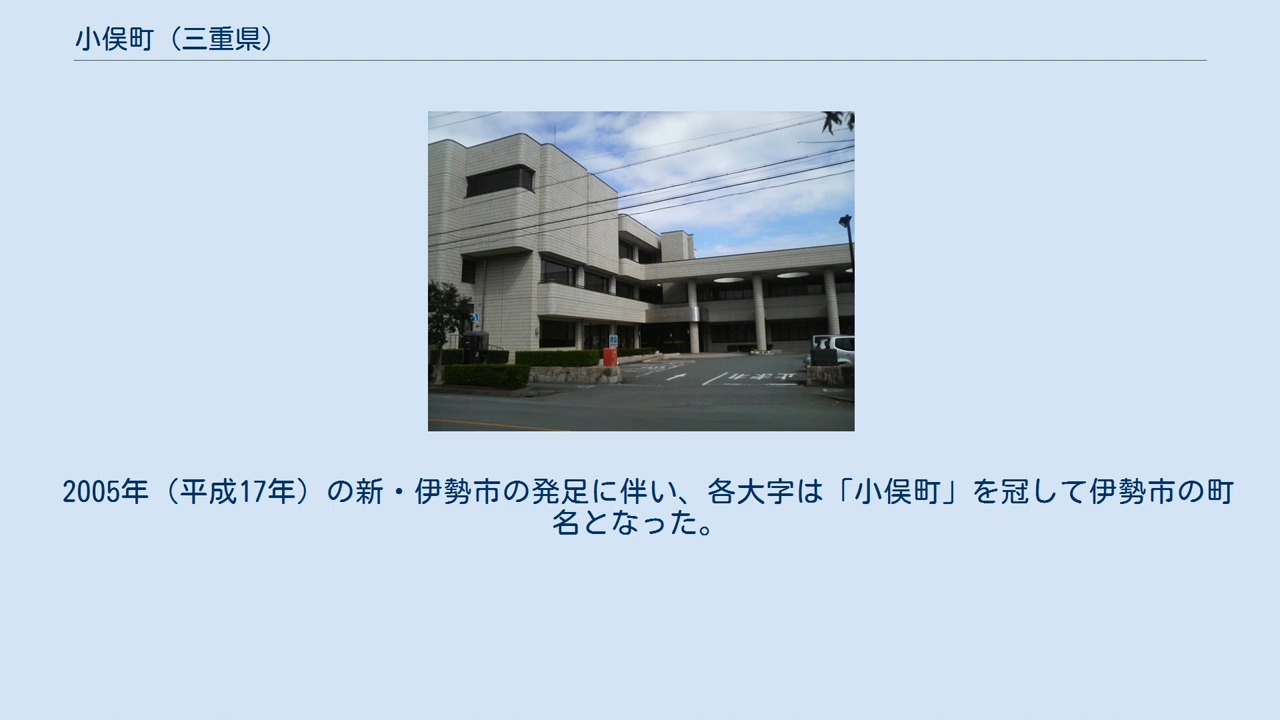 小俣町（三重県）
2005年（平成17年）の新・伊勢市の発足に伴い、各大字は「小俣町」を冠して伊勢市の町
名となった。